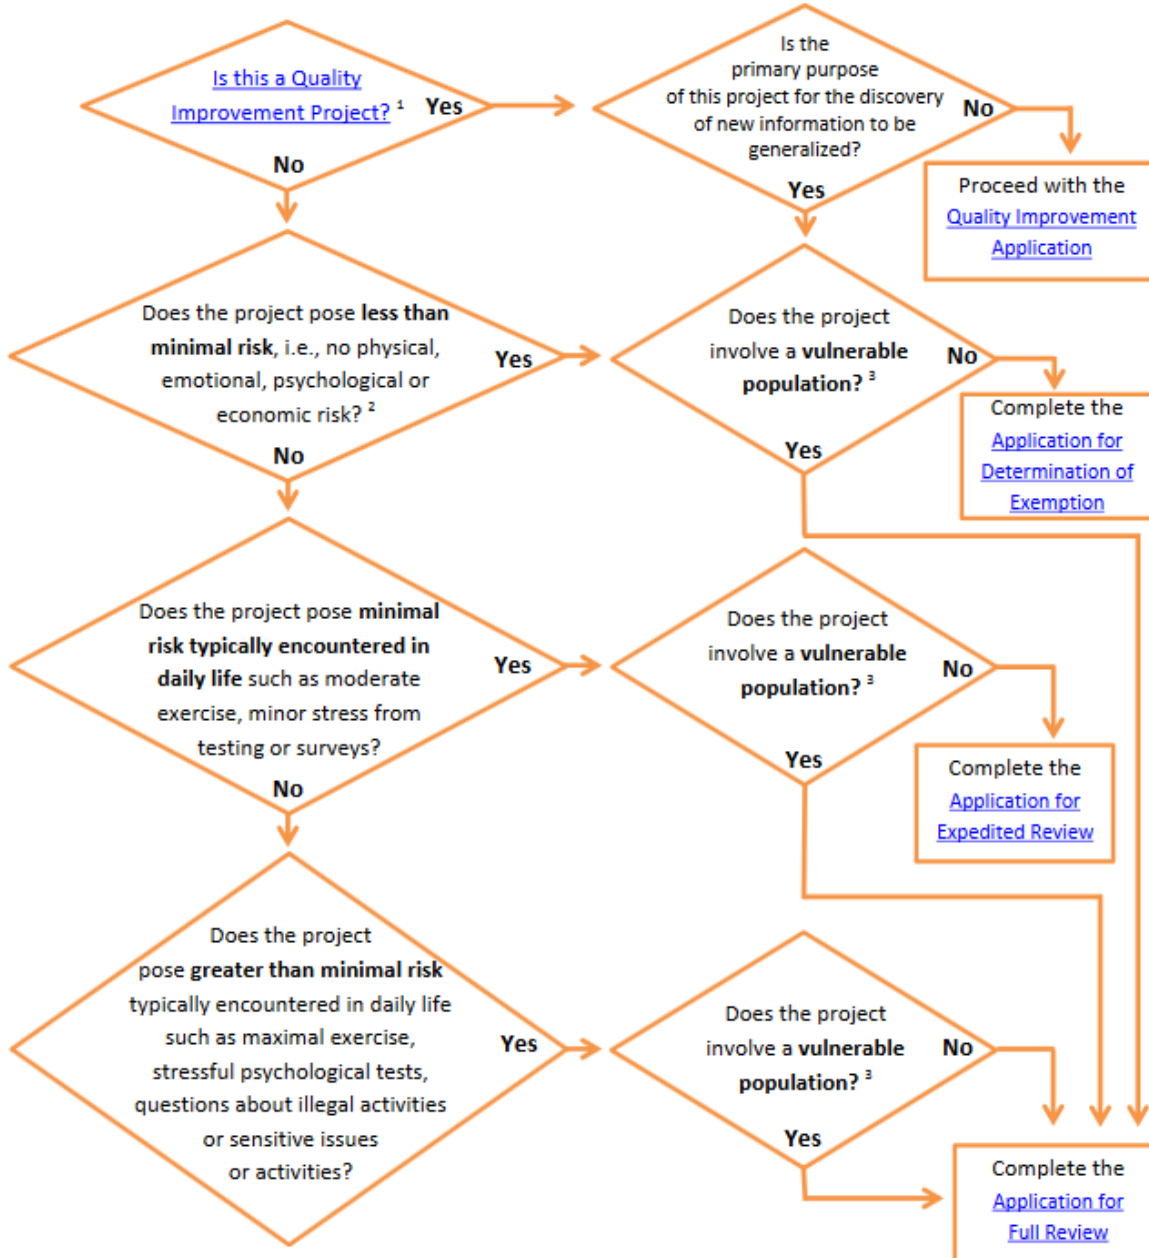 Is this a Quality
Improvement Project? 1
Yes
No
Is the
primary purpose
of this project for the discovery
of new information to be
generalized?
No
Yes
Proceed with the
Quality Improvement
Application
Does the project pose less than
minimal risk, i.e., no physical,
emotional, psychological or
economic risk? 2
Yes
No
Does the project
involve a vulnerable
population? 3
No
Yes
Complete the
Application for
Determination of
Exemption
Does the project pose minimal
risk typically encountered in
daily life such as moderate
exercise, minor stress from
testing or surveys?
Yes
No
Does the project
involve a vulnerable
population? 3
No
Yes
Complete the
Application for
Expedited Review
Does the project
pose greater than minimal risk
typically encountered in daily life
such as maximal exercise,
stressful psychological tests,
questions about illegal activities
or sensitive issues
or activities?
Yes
Does the project
involve a vulnerable
population? 3
No
Yes
Complete the
Application for
Full Review